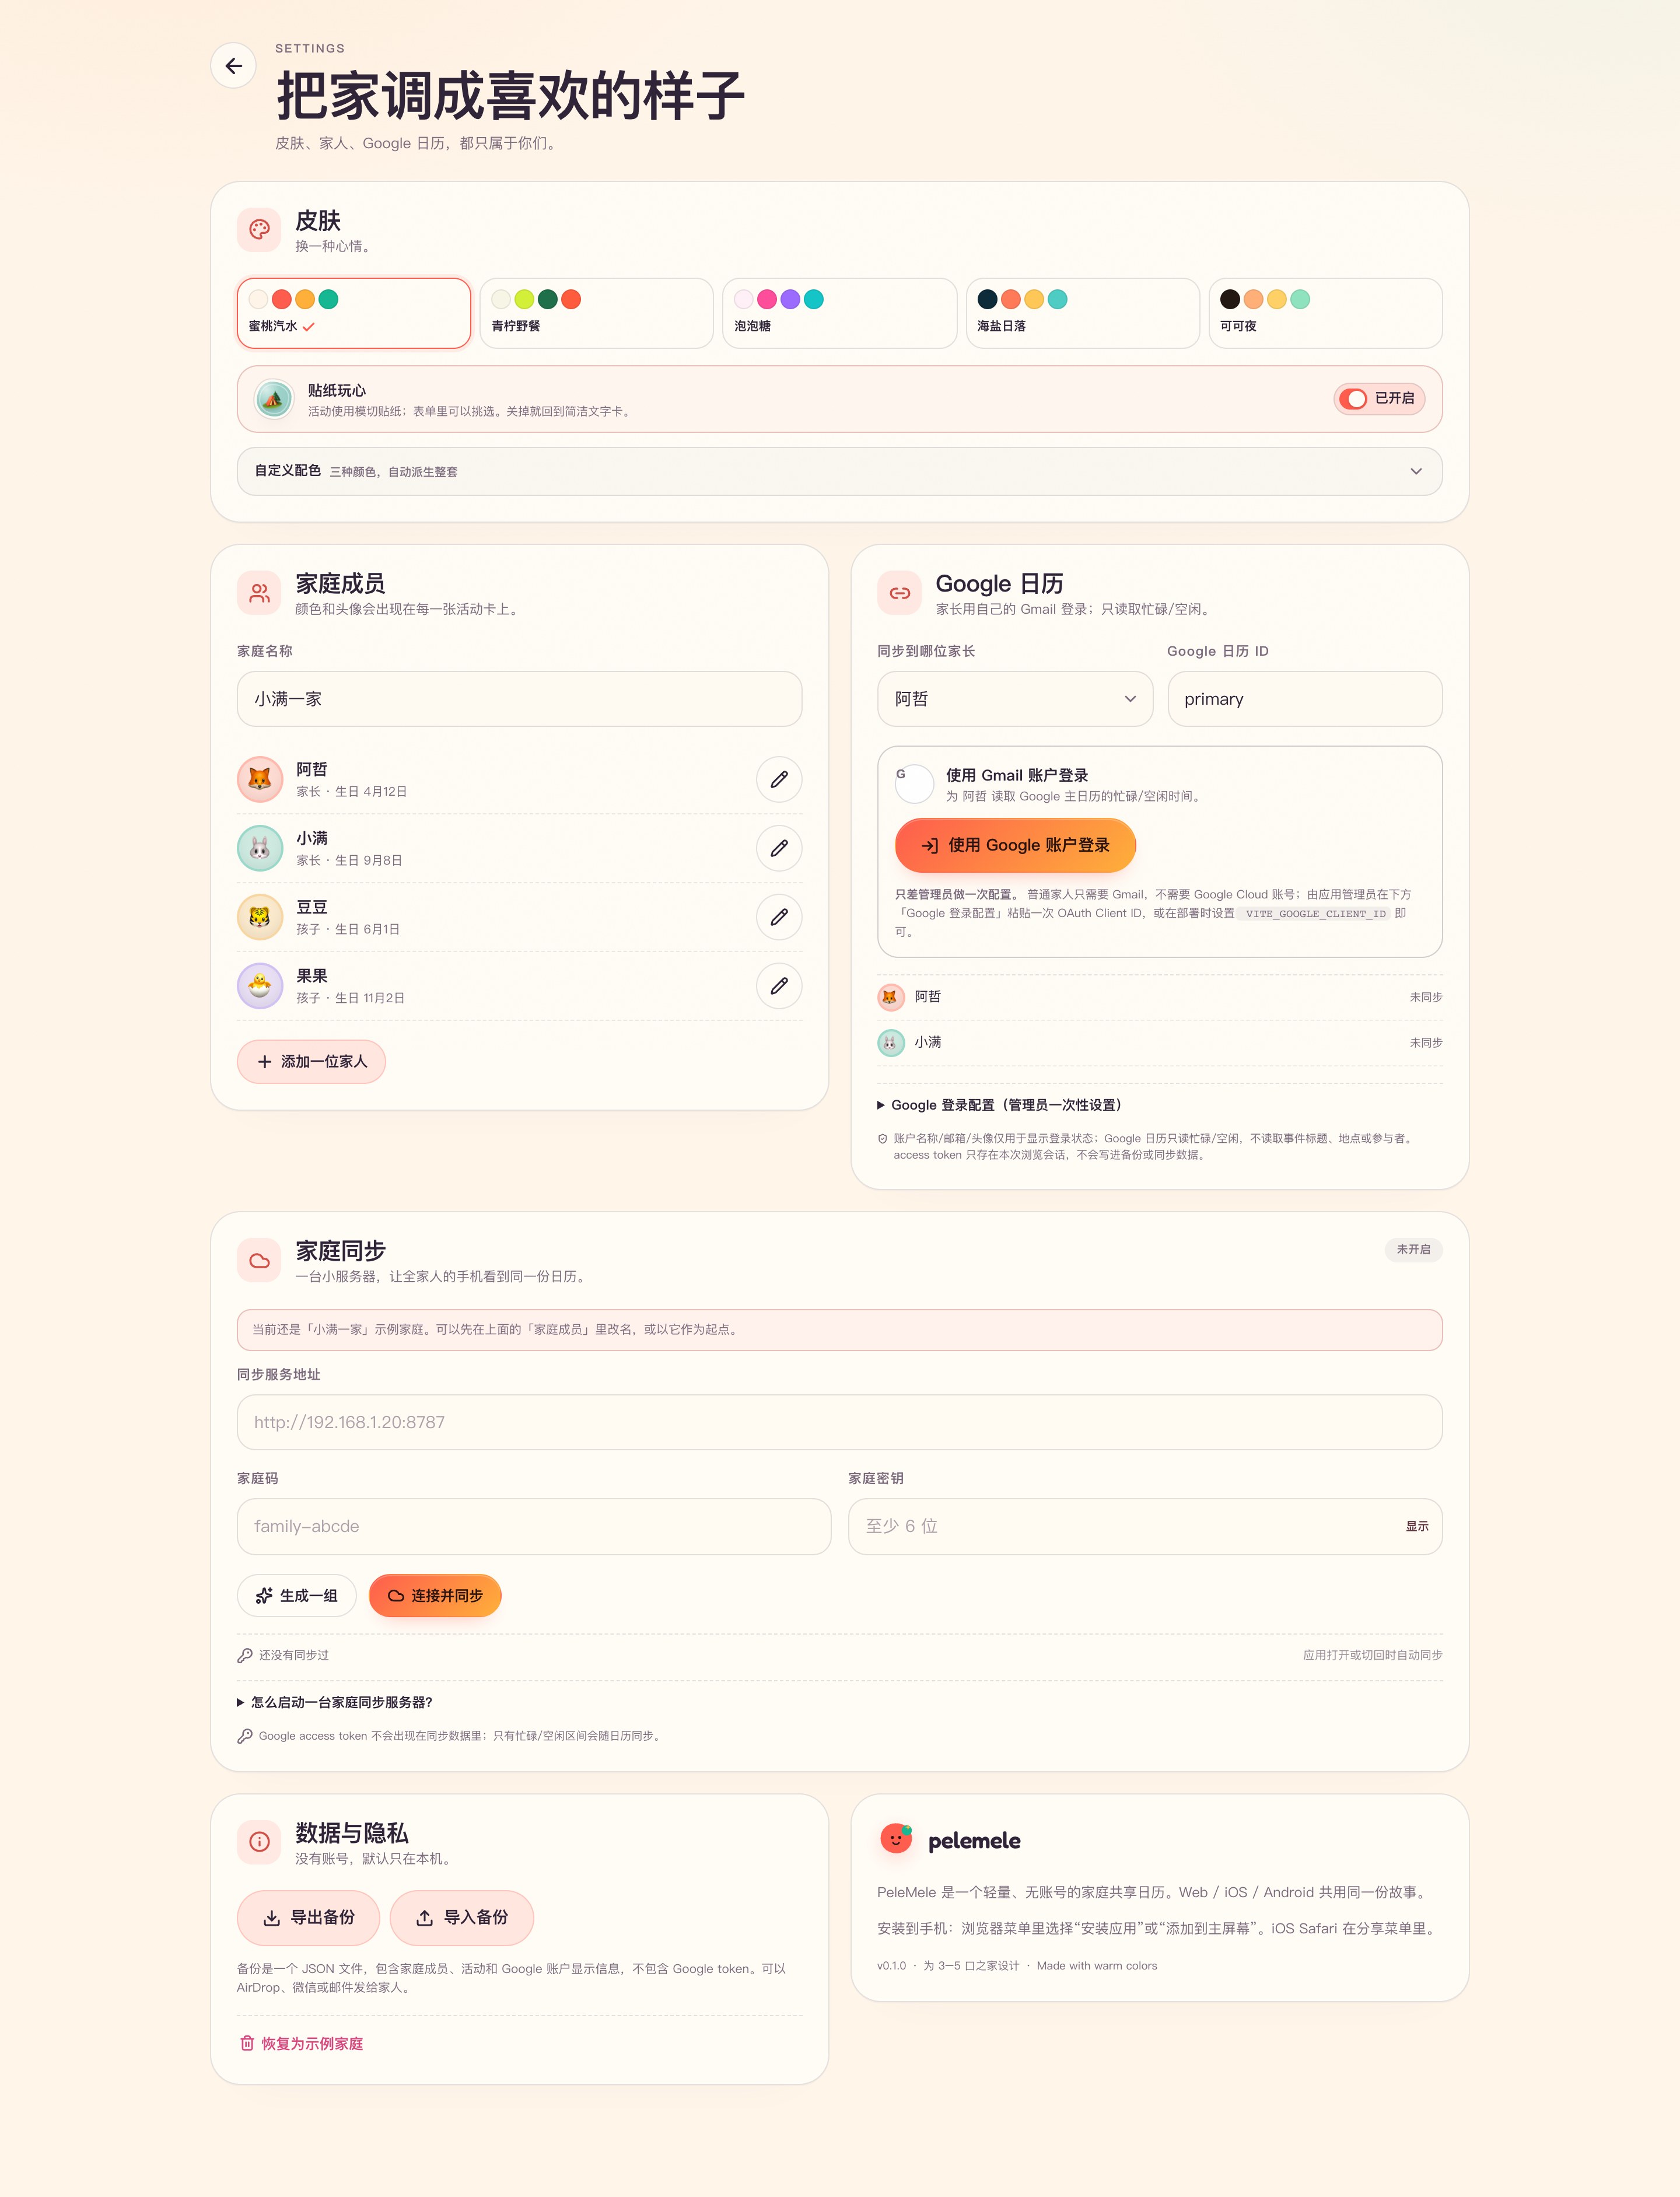 SETTINGS
把家调成喜欢的样子
皮肤、家人、Google 日历，都只属于你们。
皮肤
换一种心情。
蜜桃汽水
青柠野餐
泡泡糖
海盐日落
可可夜
贴纸玩心
活动使用模切贴纸；表单里可以挑选。关掉就回到简洁文字卡。
已开启
自定义配色 三种颜色，自动派生整套
家庭成员
颜色和头像会出现在每一张活动卡上。
家庭名称
小满一家
阿哲
家长 · 生日 4月12日
小满
家长 · 生日 9月8日
豆豆
孩子 · 生日 6月1日
果果
孩子 · 生日 11月2日
添加一位家人
Google 日历
家长用自己的 Gmail 登录；只读取忙碌/空闲。
同步到哪位家长
Google 日历 ID
阿哲
primary
G
使用 Gmail 账户登录
为 阿哲 读取 Google 主日历的忙碌/空闲时间。
使用 Google 账户登录
只差管理员做一次配置。 普通家人只需要 Gmail，不需要 Google Cloud 账号；由应用管理员在下方
「Google 登录配置」粘贴一次 OAuth Client ID，或在部署时设置 VITE_GOOGLE_CLIENT_ID 即
可。
阿哲
未同步
小满
未同步
Google 登录配置（管理员一次性设置）
账户名称/邮箱/头像仅用于显示登录状态；Google 日历只读忙碌/空闲，不读取事件标题、地点或参与者。
access token 只存在本次浏览会话，不会写进备份或同步数据。
家庭同步
一台小服务器，让全家人的手机看到同一份日历。
未开启
当前还是「小满一家」示例家庭。可以先在上面的「家庭成员」里改名，或以它作为起点。
同步服务地址
http://192.168.1.20:8787
家庭码
家庭密钥
family-abcde
至少 6 位
显示
生成一组
连接并同步
还没有同步过
应用打开或切回时自动同步
怎么启动一台家庭同步服务器？
Google access token 不会出现在同步数据里；只有忙碌/空闲区间会随日历同步。
数据与隐私
没有账号，默认只在本机。
导出备份
导入备份
备份是一个 JSON 文件，包含家庭成员、活动和 Google 账户显示信息，不包含 Google token。可以
AirDrop、微信或邮件发给家人。
恢复为示例家庭
pelemele
PeleMele 是一个轻量、无账号的家庭共享日历。Web / iOS / Android 共用同一份故事。
安装到手机：浏览器菜单里选择“安装应用”或“添加到主屏幕”。iOS Safari 在分享菜单里。
v0.1.0 · 为 3–5 口之家设计 · Made with warm colors